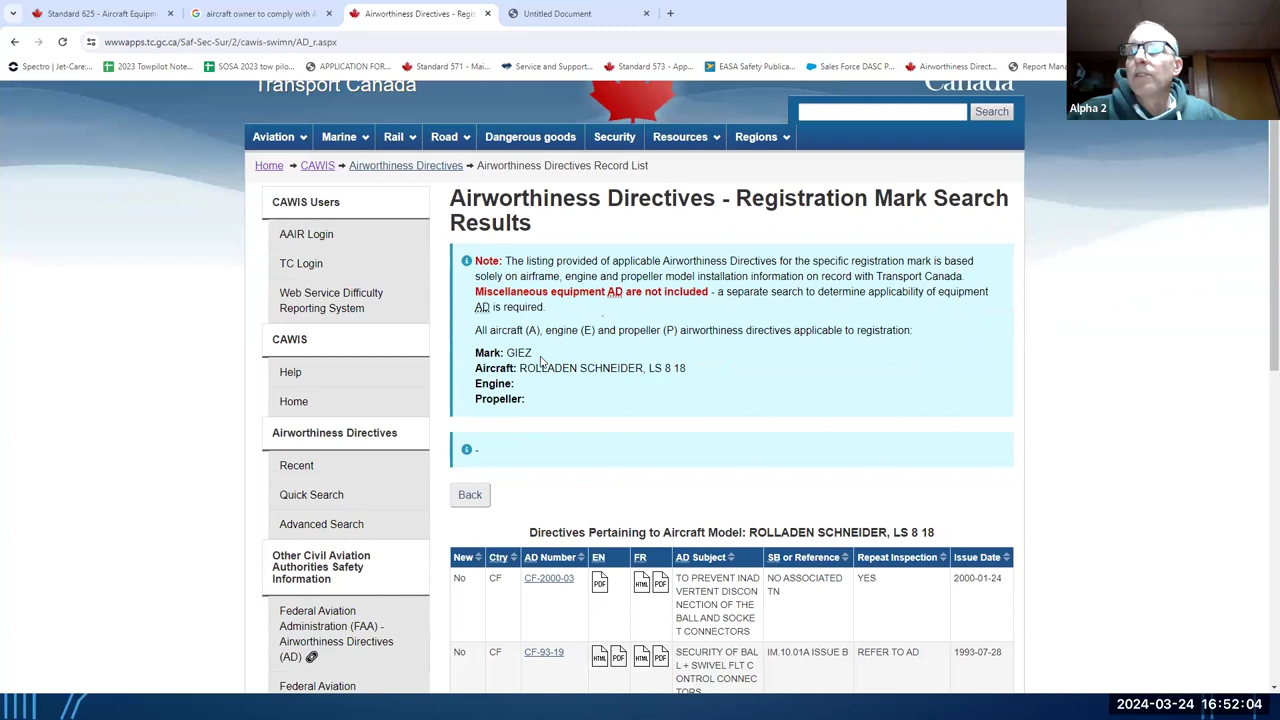 Standard 625 - Aircraft Equipm
aircraft owner to comply with A
Airworthiness Directives - Regis
Untitled Document
wwwapps.tc.gc.ca/Saf-Sec-Sur/2/cawis-swimn/AD_r.aspx
Spectro | Jet-Care:...
2023 Towpilot Note...
SOSA 2023 tow pilo...
APPLICATION FOR...
Standard 571 - Mai...
Service and Support...
Standard 573 - App...
EASA Safety Publica...
Sales Force DASC P...
Airworthiness Direct...
Report Mana
Alpha 2
Transport Canada
Canada
Search
Aviation
Marine
Rail
Road
Dangerous goods
Security
Resources
Regions
Home → CAWIS → Airworthiness Directives → Airworthiness Directives Record List
CAWIS Users
AAIR Login
TC Login
Web Service Difficulty
Reporting System
CAWIS
Help
Home
Airworthiness Directives
Recent
Quick Search
Advanced Search
Other Civil Aviation
Authorities Safety
Information
Federal Aviation
Administration (FAA) -
Airworthiness Directives
(AD)
Federal Aviation
Airworthiness Directives - Registration Mark Search
Results
Note: The listing provided of applicable Airworthiness Directives for the specific registration mark is based
solely on airframe, engine and propeller model installation information on record with Transport Canada.
Miscellaneous equipment AD are not included - a separate search to determine applicability of equipment
AD is required.
All aircraft (A), engine (E) and propeller (P) airworthiness directives applicable to registration:
Mark: GIEZ
Aircraft: ROLLADEN SCHNEIDER, LS 8 18
Engine:
Propeller:
-
Back
Directives Pertaining to Aircraft Model: ROLLADEN SCHNEIDER, LS 8 18
New Ctry AD Number EN FR AD Subject SB or Reference Repeat Inspection Issue Date
No CF CF-2000-03 PDF HTML PDF TO PREVENT INAD NO ASSOCIATED YES 2000-01-24
VERTENT DISCON TN
NECTION OF THE
BALL AND SOCKE
T CONNECTORS
No CF CF-93-19 HTML PDF HTML PDF SECURITY OF BAL IM.10.01A ISSUE B REFER TO AD 1993-07-28
L + SWIVEL FLT C
ONTROL CONNEC
TORS
2024-03-24 16:52:04